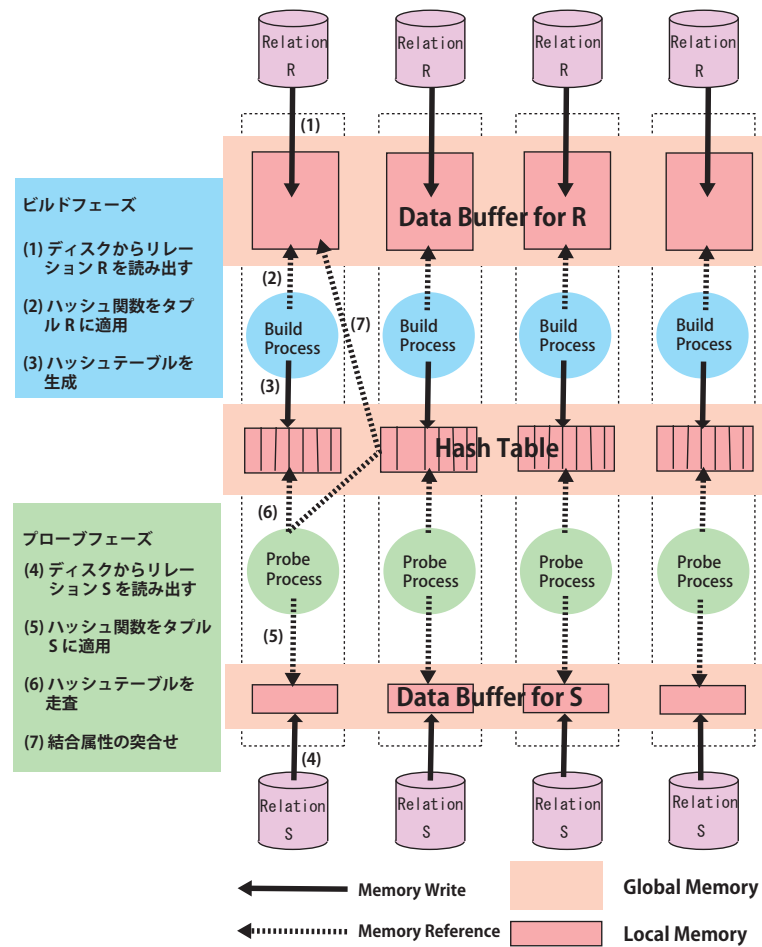 Relation
R
Relation
R
Relation
R
Relation
R
(1)
Data Buffer for R
ビルドフェーズ
(1) ディスクからリレー
ション R を読み出す
(2) ハッシュ関数をタプ
ル R に適用
(3) ハッシュテーブルを
生成
(2)
(7)
Build
Process
Build
Process
Build
Process
Build
Process
(3)
Hash Table
(6)
プローブフェーズ
(4) ディスクからリレー
ション S を読み出す
(5) ハッシュ関数をタプル
S に適用
(6) ハッシュテーブルを
走査
(7) 結合属性の突合せ
Probe
Process
Probe
Process
Probe
Process
Probe
Process
(5)
Data Buffer for S
(4)
Relation
S
Relation
S
Relation
S
Relation
S
Memory Write
Global Memory
Memory Reference
Local Memory